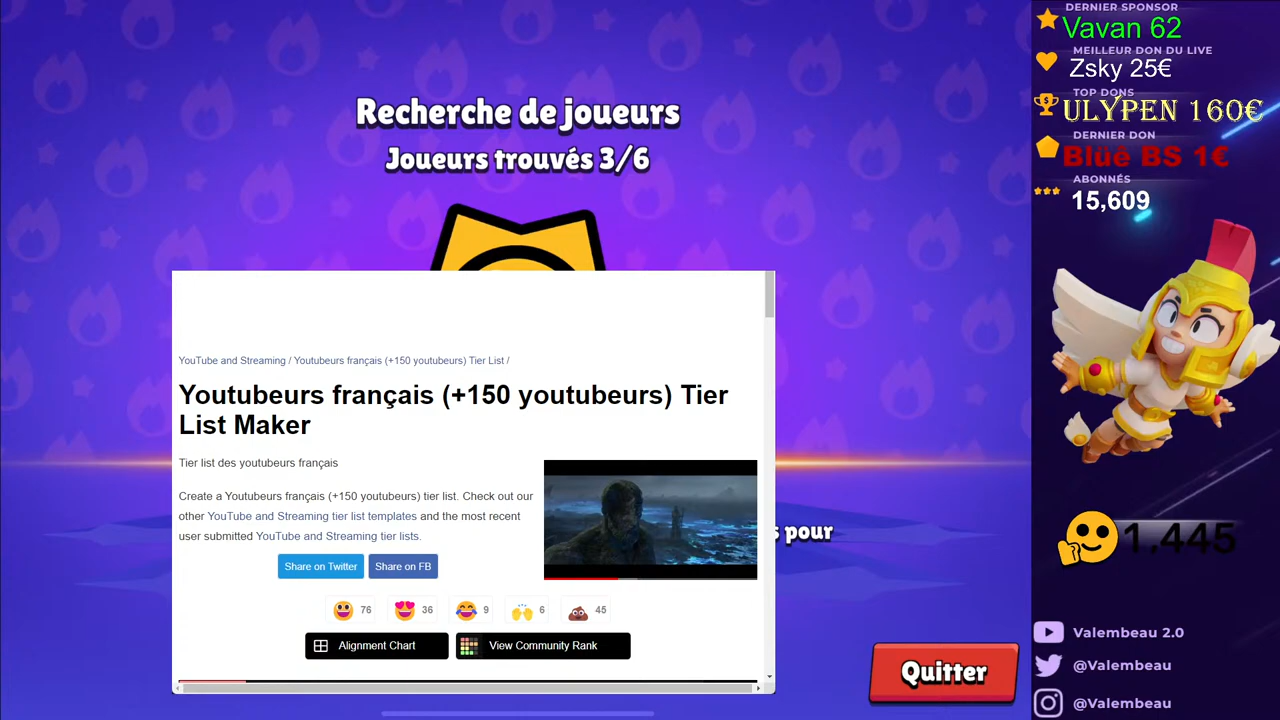 Recherche de joueurs
Joueurs trouvés 3/6
YouTube and Streaming / Youtubeurs français (+150 youtubeurs) Tier List /
Youtubeurs français (+150 youtubeurs) Tier
List Maker
Tier list des youtubeurs français
Create a Youtubeurs français (+150 youtubeurs) tier list. Check out our
other YouTube and Streaming tier list templates and the most recent
user submitted YouTube and Streaming tier lists.
Share on Twitter
Share on FB
76
36
9
6
45
Alignment Chart
View Community Rank
pour
Quitter
DERNIER SPONSOR
Vavan 62
MEILLEUR DON DU LIVE
Zsky 25€
TOP DONS
ULYPEN 160€
DERNIER DON
Blüê BS 1€
ABONNÉS
15,609
1,445
Valembeau 2.0
@Valembeau
@Valembeau